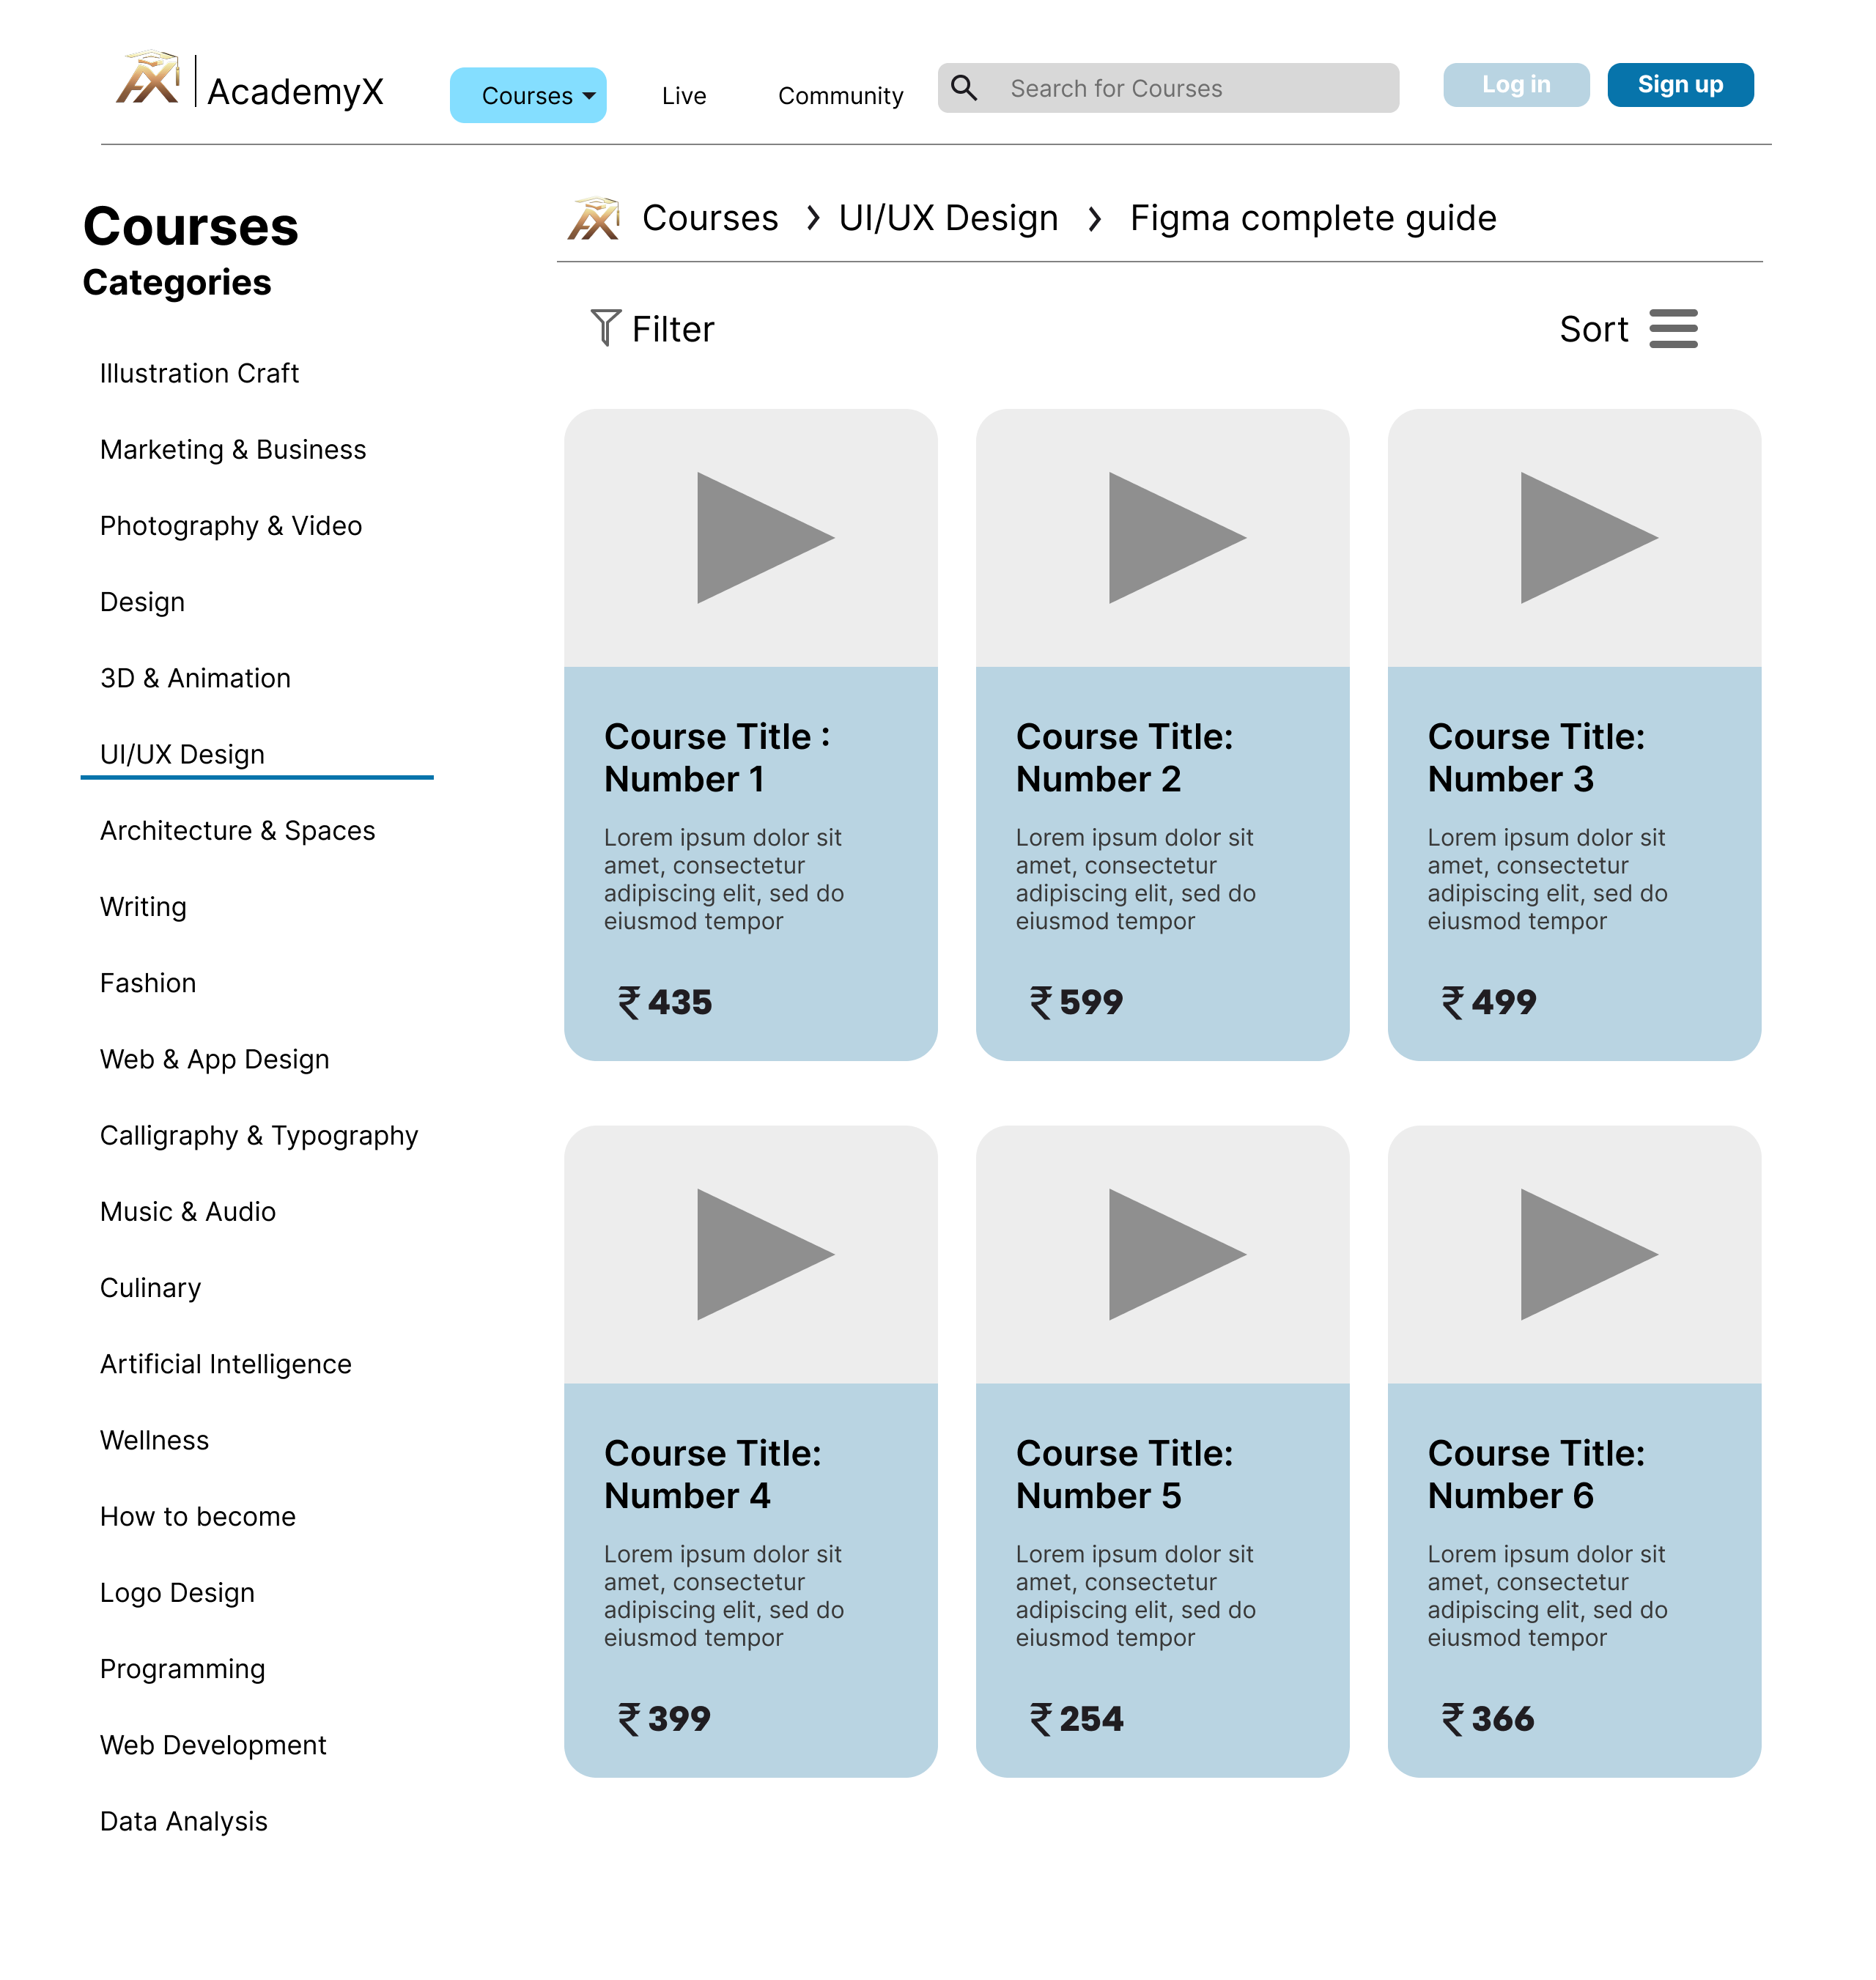 AcademyX
Courses
Live
Community
Search for Courses
Log in
Sign up
Courses
Categories
Illustration Craft
Marketing & Business
Photography & Video
Design
3D & Animation
UI/UX Design
Architecture & Spaces
Writing
Fashion
Web & App Design
Calligraphy & Typography
Music & Audio
Culinary
Artificial Intelligence
Wellness
How to become
Logo Design
Programming
Web Development
Data Analysis
Courses › UI/UX Design › Figma complete guide
Filter
Sort
Course Title :
Number 1
Lorem ipsum dolor sit
amet, consectetur
adipiscing elit, sed do
eiusmod tempor
₹ 435
Course Title:
Number 2
Lorem ipsum dolor sit
amet, consectetur
adipiscing elit, sed do
eiusmod tempor
₹ 599
Course Title:
Number 3
Lorem ipsum dolor sit
amet, consectetur
adipiscing elit, sed do
eiusmod tempor
₹ 499
Course Title:
Number 4
Lorem ipsum dolor sit
amet, consectetur
adipiscing elit, sed do
eiusmod tempor
₹ 399
Course Title:
Number 5
Lorem ipsum dolor sit
amet, consectetur
adipiscing elit, sed do
eiusmod tempor
₹ 254
Course Title:
Number 6
Lorem ipsum dolor sit
amet, consectetur
adipiscing elit, sed do
eiusmod tempor
₹ 366